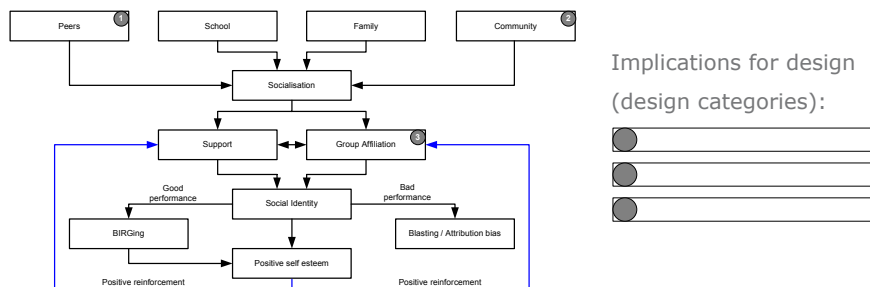 Peers 1
School
Family
Community 2
Socialisation
Support
Group Affiliation 3
Good
performance
Social Identity
Bad
performance
BIRGing
Blasting / Attribution bias
Positive self esteem
Positive reinforcement
Positive reinforcement
Implications for design
(design categories):